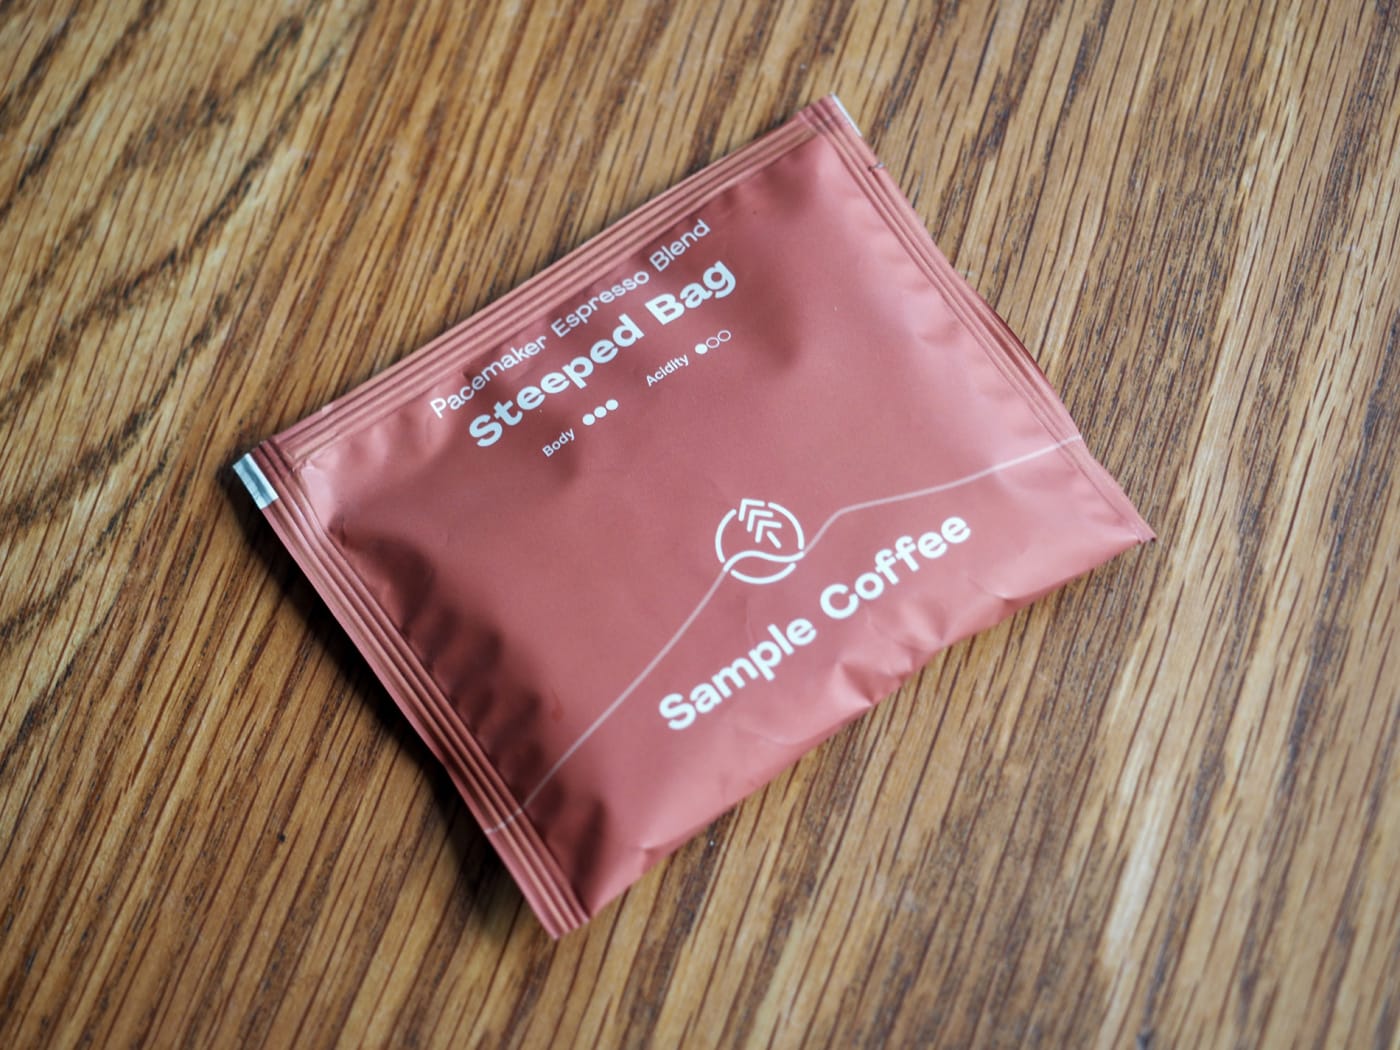 Pacemaker Espresso Blend
Steeped Bag
Body
Acidity
Sample Coffee